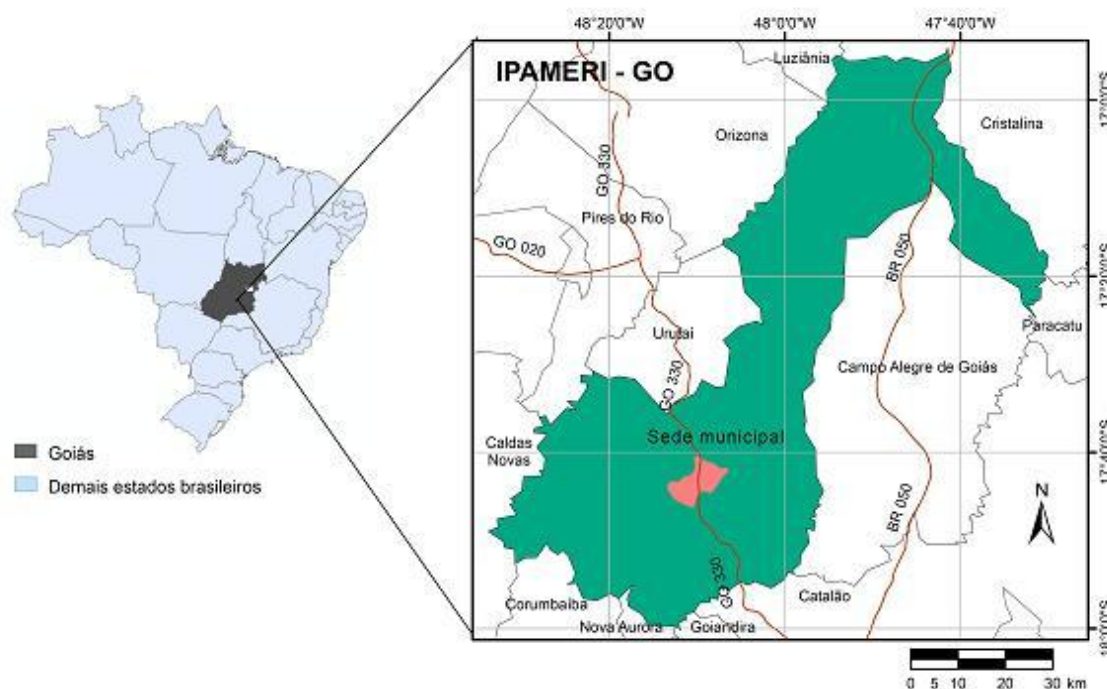 48°20'0"W
48°0'0"W
47°40'0"W
IPAMERI - GO
Luziânia
17°0'0"S
Orizona
Cristalina
GO 330
Pires do Rio
GO 020
BR 050
17°20'0"S
Urutaí
Paracatu
GO 330
Campo Alegre de Goiás
Sede municipal
Caldas
Novas
17°40'0"S
Goiás
Demais estados brasileiros
BR 050
N
GO 330
Corumbaíba
Catalão
Nova Aurora
Goiandira
18°0'0"S
0 5 10 20 30 km